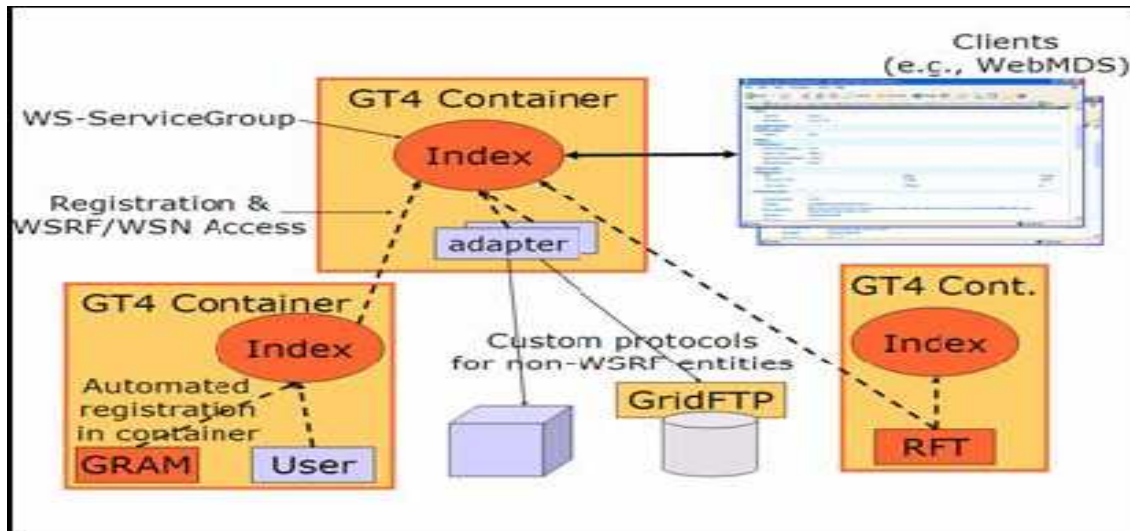 Clients
(e.g., WebMDS)
GT4 Container
WS-ServiceGroup
Index
Registration &
WSRF/WSN Access
adapter
GT4 Container
Index
Automated
registration
in container
GRAM
User
Custom protocols
for non-WSRF entities
GridFTP
GT4 Cont.
Index
RFT